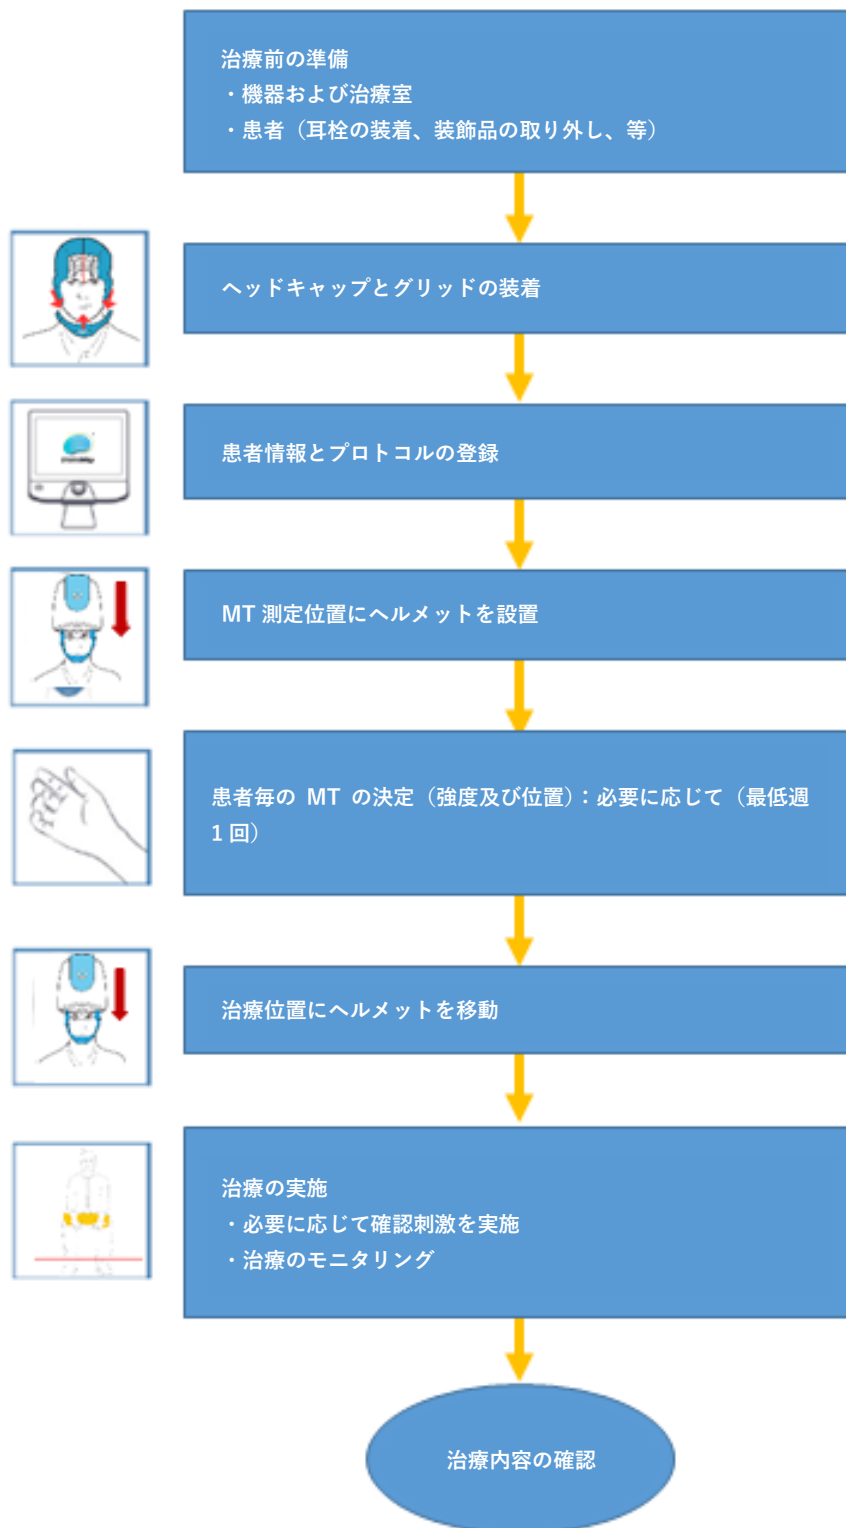 治療前の準備
・機器および治療室
・患者（耳栓の装着、装飾品の取り外し、等）
ヘッドキャップとグリッドの装着
患者情報とプロトコルの登録
MT 測定位置にヘルメットを設置
患者毎の MT の決定（強度及び位置）：必要に応じて（最低週
1 回）
治療位置にヘルメットを移動
治療の実施
・必要に応じて確認刺激を実施
・治療のモニタリング
治療内容の確認